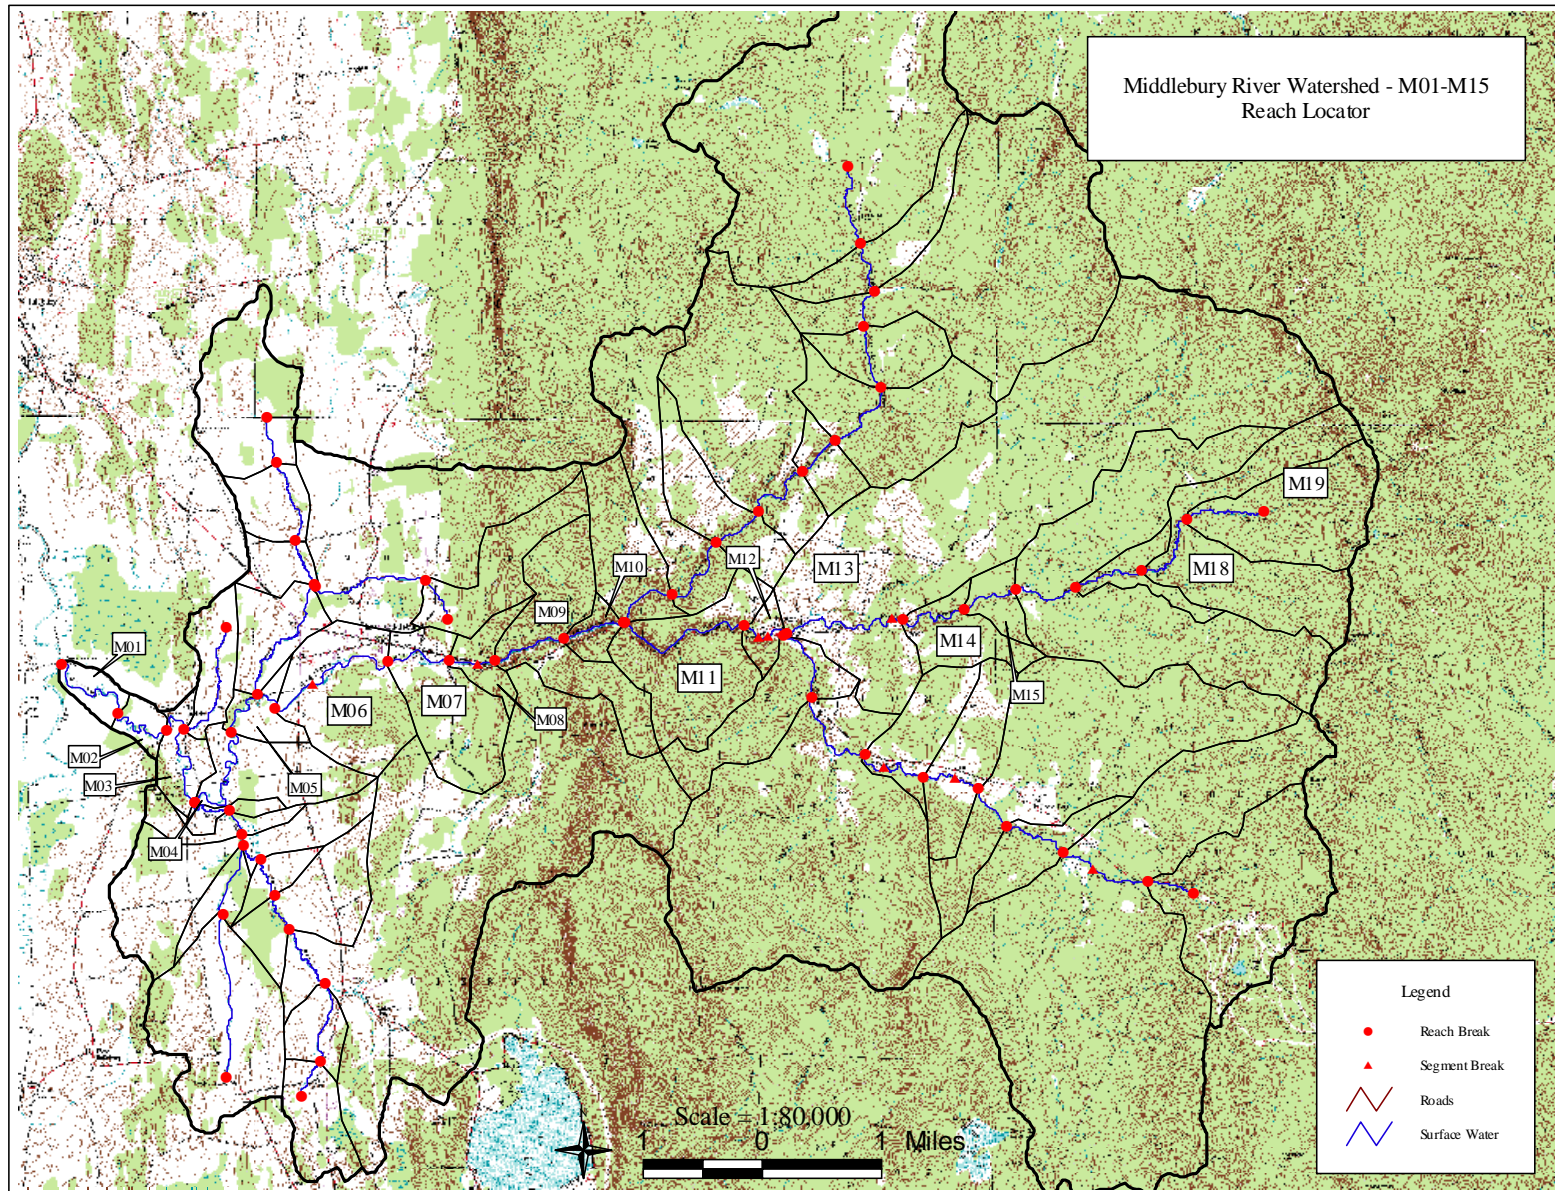 Middlebury River Watershed - M01-M15
Reach Locator
M19
M18
M13
M12
M10
M09
M14
M15
M11
M01
M06
M07
M08
M02
M03
M05
M04
Legend
Reach Break
Segment Break
Roads
Surface Water
Scale = 1:80,000
1 0 1 Miles